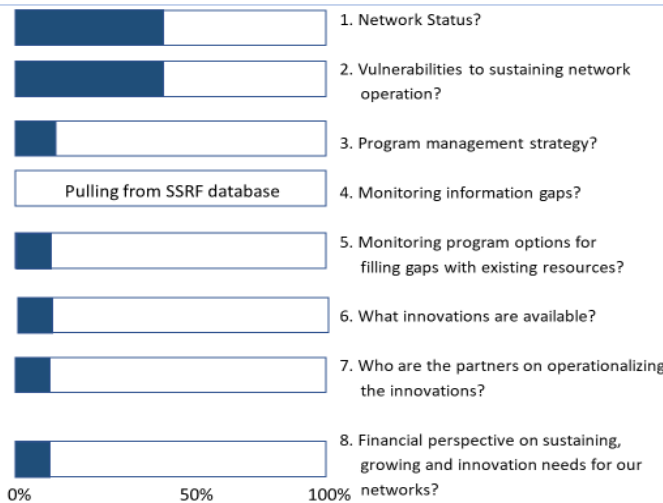 1. Network Status?
2. Vulnerabilities to sustaining network
operation?
3. Program management strategy?
Pulling from SSRF database
4. Monitoring information gaps?
5. Monitoring program options for
filling gaps with existing resources?
6. What innovations are available?
7. Who are the partners on operationalizing
the innovations?
8. Financial perspective on sustaining,
growing and innovation needs for our
networks?
0% 50% 100%